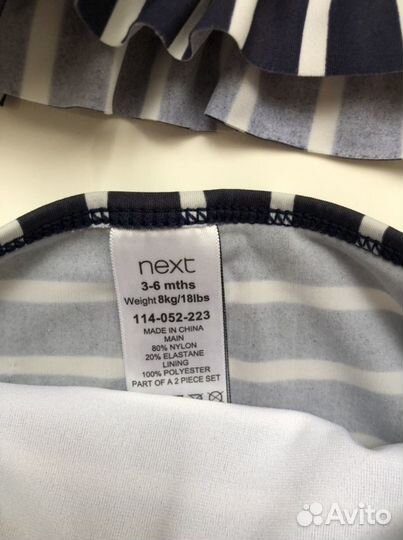 next
3-6 mths
Weight 8kg/18lbs
114-052-223
MADE IN CHINA
MAIN
80% NYLON
20% ELASTANE
LINING
100% POLYESTER
PART OF A 2 PIECE SET
Avito